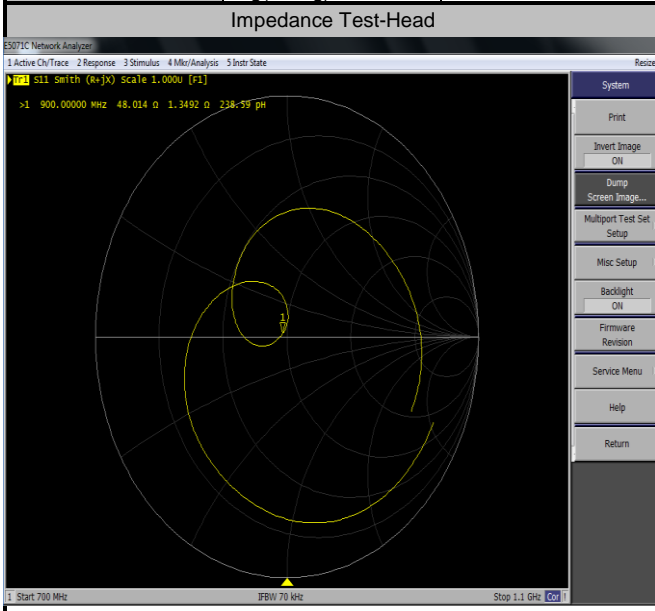 Impedance Test-Head
E5071C Network Analyzer
1 Active Ch/Trace 2 Response 3 Stimulus 4 Mkr/Analysis 5 Instr State
Resize
Tr1 S11 Smith (R+jX) Scale 1.000U [F1]
>1 900.00000 MHz 48.014 Ω 1.3492 Ω 238.59 pH
System
Print
Invert Image
ON
Dump
Screen Image...
Multiport Test Set
Setup
Misc Setup
Backlight
ON
Firmware
Revision
Service Menu
Help
Return
1
1 Start 700 MHz
IFBW 70 kHz
Stop 1.1 GHz Cor